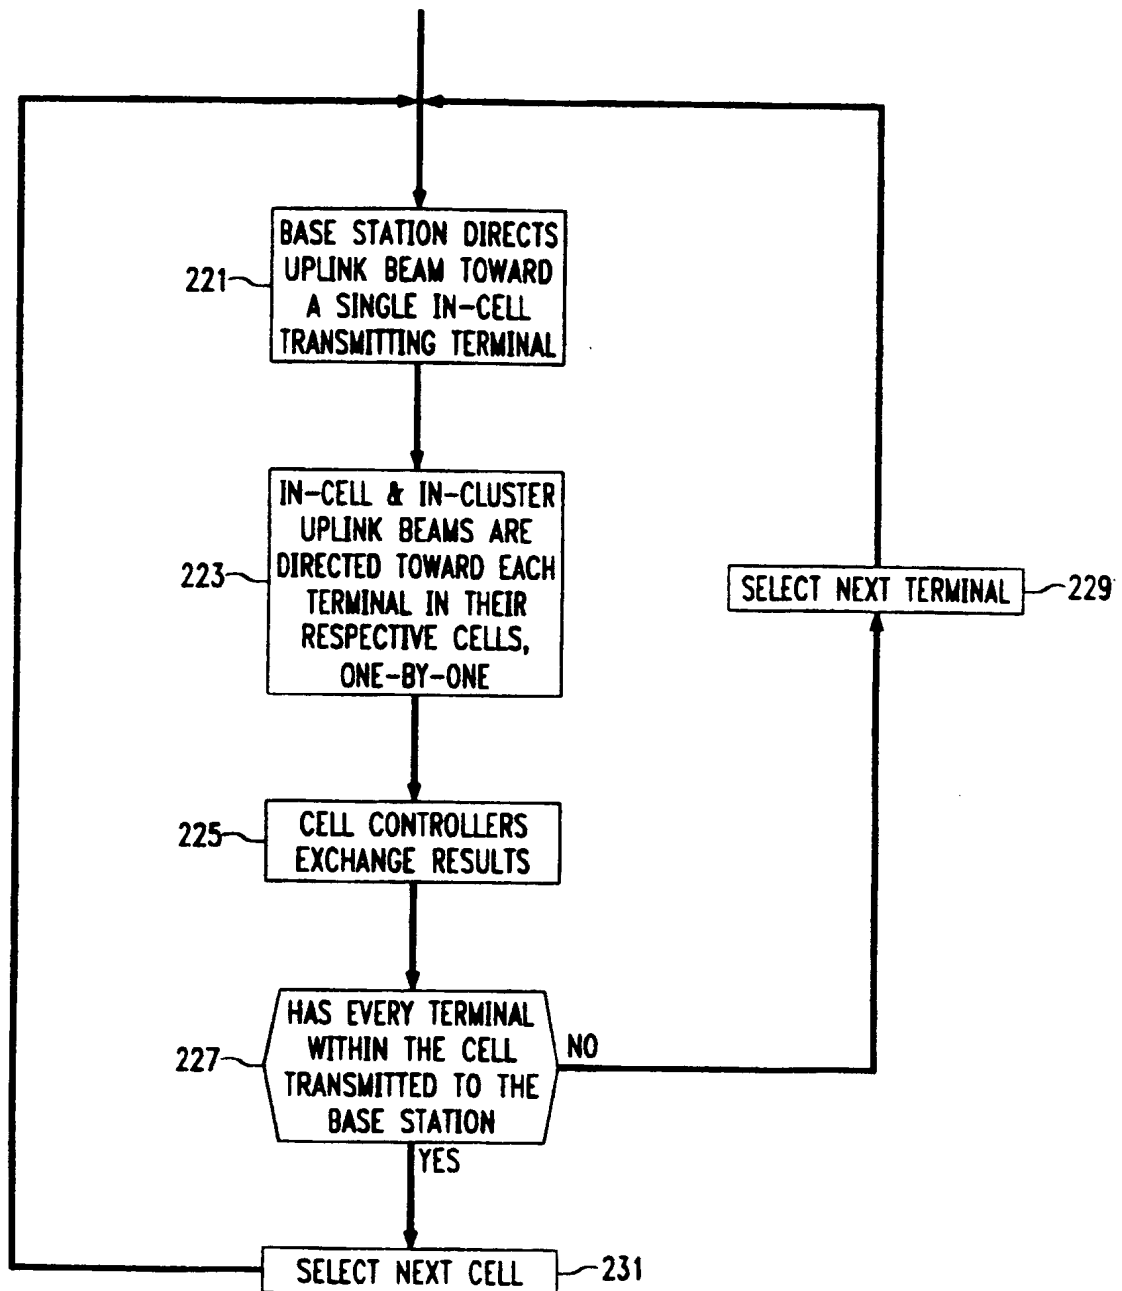 BASE STATION DIRECTS
UPLINK BEAM TOWARD
A SINGLE IN-CELL
TRANSMITTING TERMINAL
221
IN-CELL & IN-CLUSTER
UPLINK BEAMS ARE
DIRECTED TOWARD EACH
TERMINAL IN THEIR
RESPECTIVE CELLS,
ONE-BY-ONE
223
SELECT NEXT TERMINAL
229
CELL CONTROLLERS
EXCHANGE RESULTS
225
HAS EVERY TERMINAL
WITHIN THE CELL
TRANSMITTED TO THE
BASE STATION
227
NO
YES
SELECT NEXT CELL
231